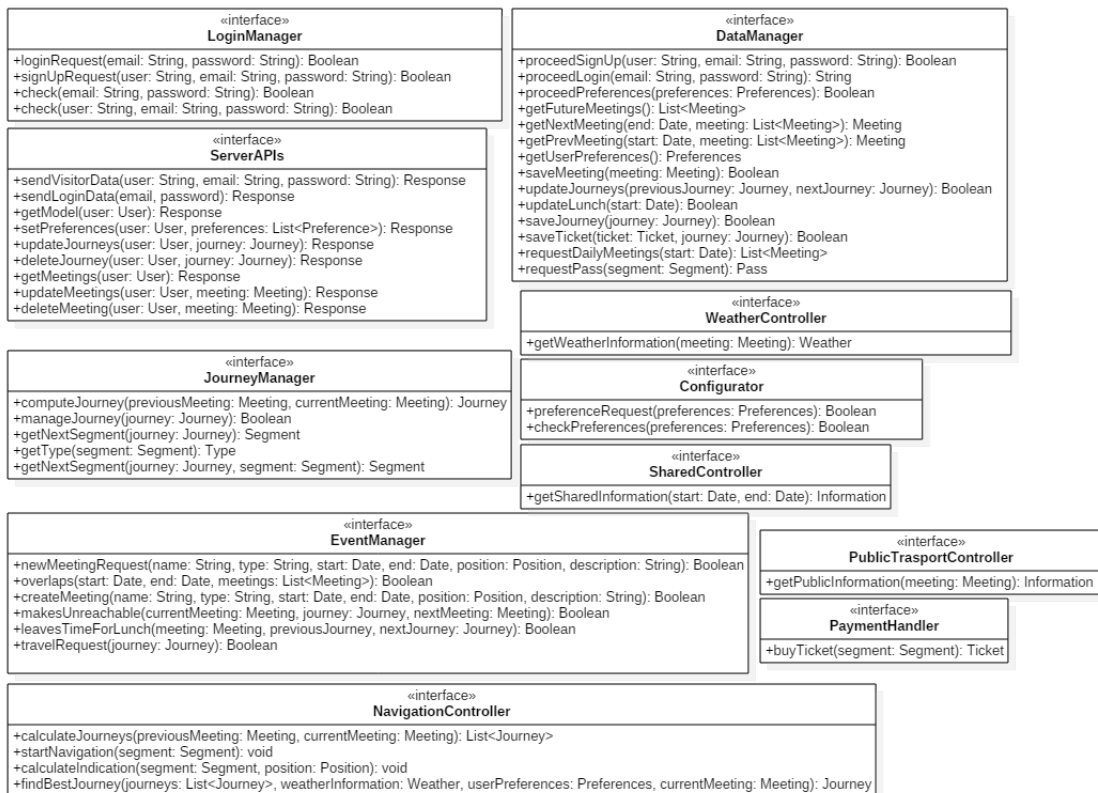 «interface»
LoginManager
+loginRequest(email: String, password: String): Boolean
+signUpRequest(user: String, email: String, password: String): Boolean
+check(email: String, password: String): Boolean
+check(user: String, email: String, password: String): Boolean
«interface»
DataManager
+proceedSignUp(user: String, email: String, password: String): Boolean
+proceedLogin(email: String, password: String): String
+proceedPreferences(preferences: Preferences): Boolean
+getFutureMeetings(): List<Meeting>
+getNextMeeting(end: Date, meeting: List<Meeting>): Meeting
+getPrevMeeting(start: Date, meeting: List<Meeting>): Meeting
+getUserPreferences(): Preferences
+saveMeeting(meeting: Meeting): Boolean
+updateJourneys(previousJourney: Journey, nextJourney: Journey): Boolean
+updateLunch(start: Date): Boolean
+saveJourney(journey: Journey): Boolean
+saveTicket(ticket: Ticket, journey: Journey): Boolean
+requestDailyMeetings(start: Date): List<Meeting>
+requestPass(segment: Segment): Pass
«interface»
ServerAPIs
+sendVisitorData(user: String, email: String, password: String): Response
+sendLoginData(email, password): Response
+getModel(user: User): Response
+setPreferences(user: User, preferences: List<Preference>): Response
+updateJourneys(user: User, journey: Journey): Response
+deleteJourney(user: User, journey: Journey): Response
+getMeetings(user: User): Response
+updateMeetings(user: User, meeting: Meeting): Response
+deleteMeeting(user: User, meeting: Meeting): Response
«interface»
WeatherController
+getWeatherInformation(meeting: Meeting): Weather
«interface»
JourneyManager
+computeJourney(previousMeeting: Meeting, currentMeeting: Meeting): Journey
+manageJourney(journey: Journey): Boolean
+getNextSegment(journey: Journey): Segment
+getType(segment: Segment): Type
+getNextSegment(journey: Journey, segment: Segment): Segment
«interface»
Configurator
+preferenceRequest(preferences: Preferences): Boolean
+checkPreferences(preferences: Preferences): Boolean
«interface»
SharedController
+getSharedInformation(start: Date, end: Date): Information
«interface»
EventManager
+newMeetingRequest(name: String, type: String, start: Date, end: Date, position: Position, description: String): Boolean
+overlaps(start: Date, end: Date, meetings: List<Meeting>): Boolean
+createMeeting(name: String, type: String, start: Date, end: Date, position: Position, description: String): Boolean
+makesUnreachable(currentMeeting: Meeting, journey: Journey, nextMeeting: Meeting): Boolean
+leavesTimeForLunch(meeting: Meeting, previousJourney, nextJourney: Journey): Boolean
+travelRequest(journey: Journey): Boolean
«interface»
PublicTrasportController
+getPublicInformation(meeting: Meeting): Information
«interface»
PaymentHandler
+buyTicket(segment: Segment): Ticket
«interface»
NavigationController
+calculateJourneys(previousMeeting: Meeting, currentMeeting: Meeting): List<Journey>
+startNavigation(segment: Segment): void
+calculateIndication(segment: Segment, position: Position): void
+findBestJourney(journeys: List<Journey>, weatherInformation: Weather, userPreferences: Preferences, currentMeeting: Meeting): Journey